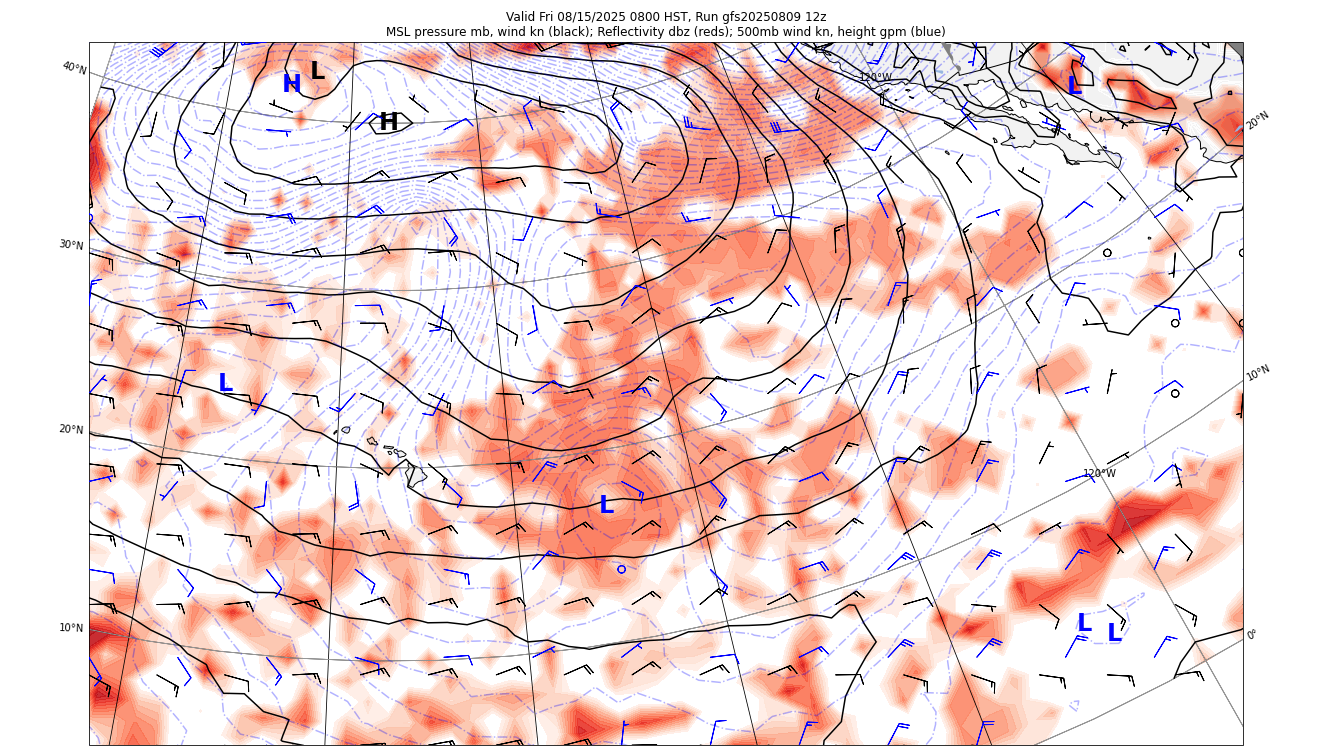 Valid Fri 08/15/2025 0800 HST, Run gfs20250809 12z
MSL pressure mb, wind kn (black); Reflectivity dbz (reds); 500mb wind kn, height gpm (blue)
40°N
H
L
120°W
L
H
20°N
30°N
L
10°N
20°N
120°W
L
10°N
L
L
0°